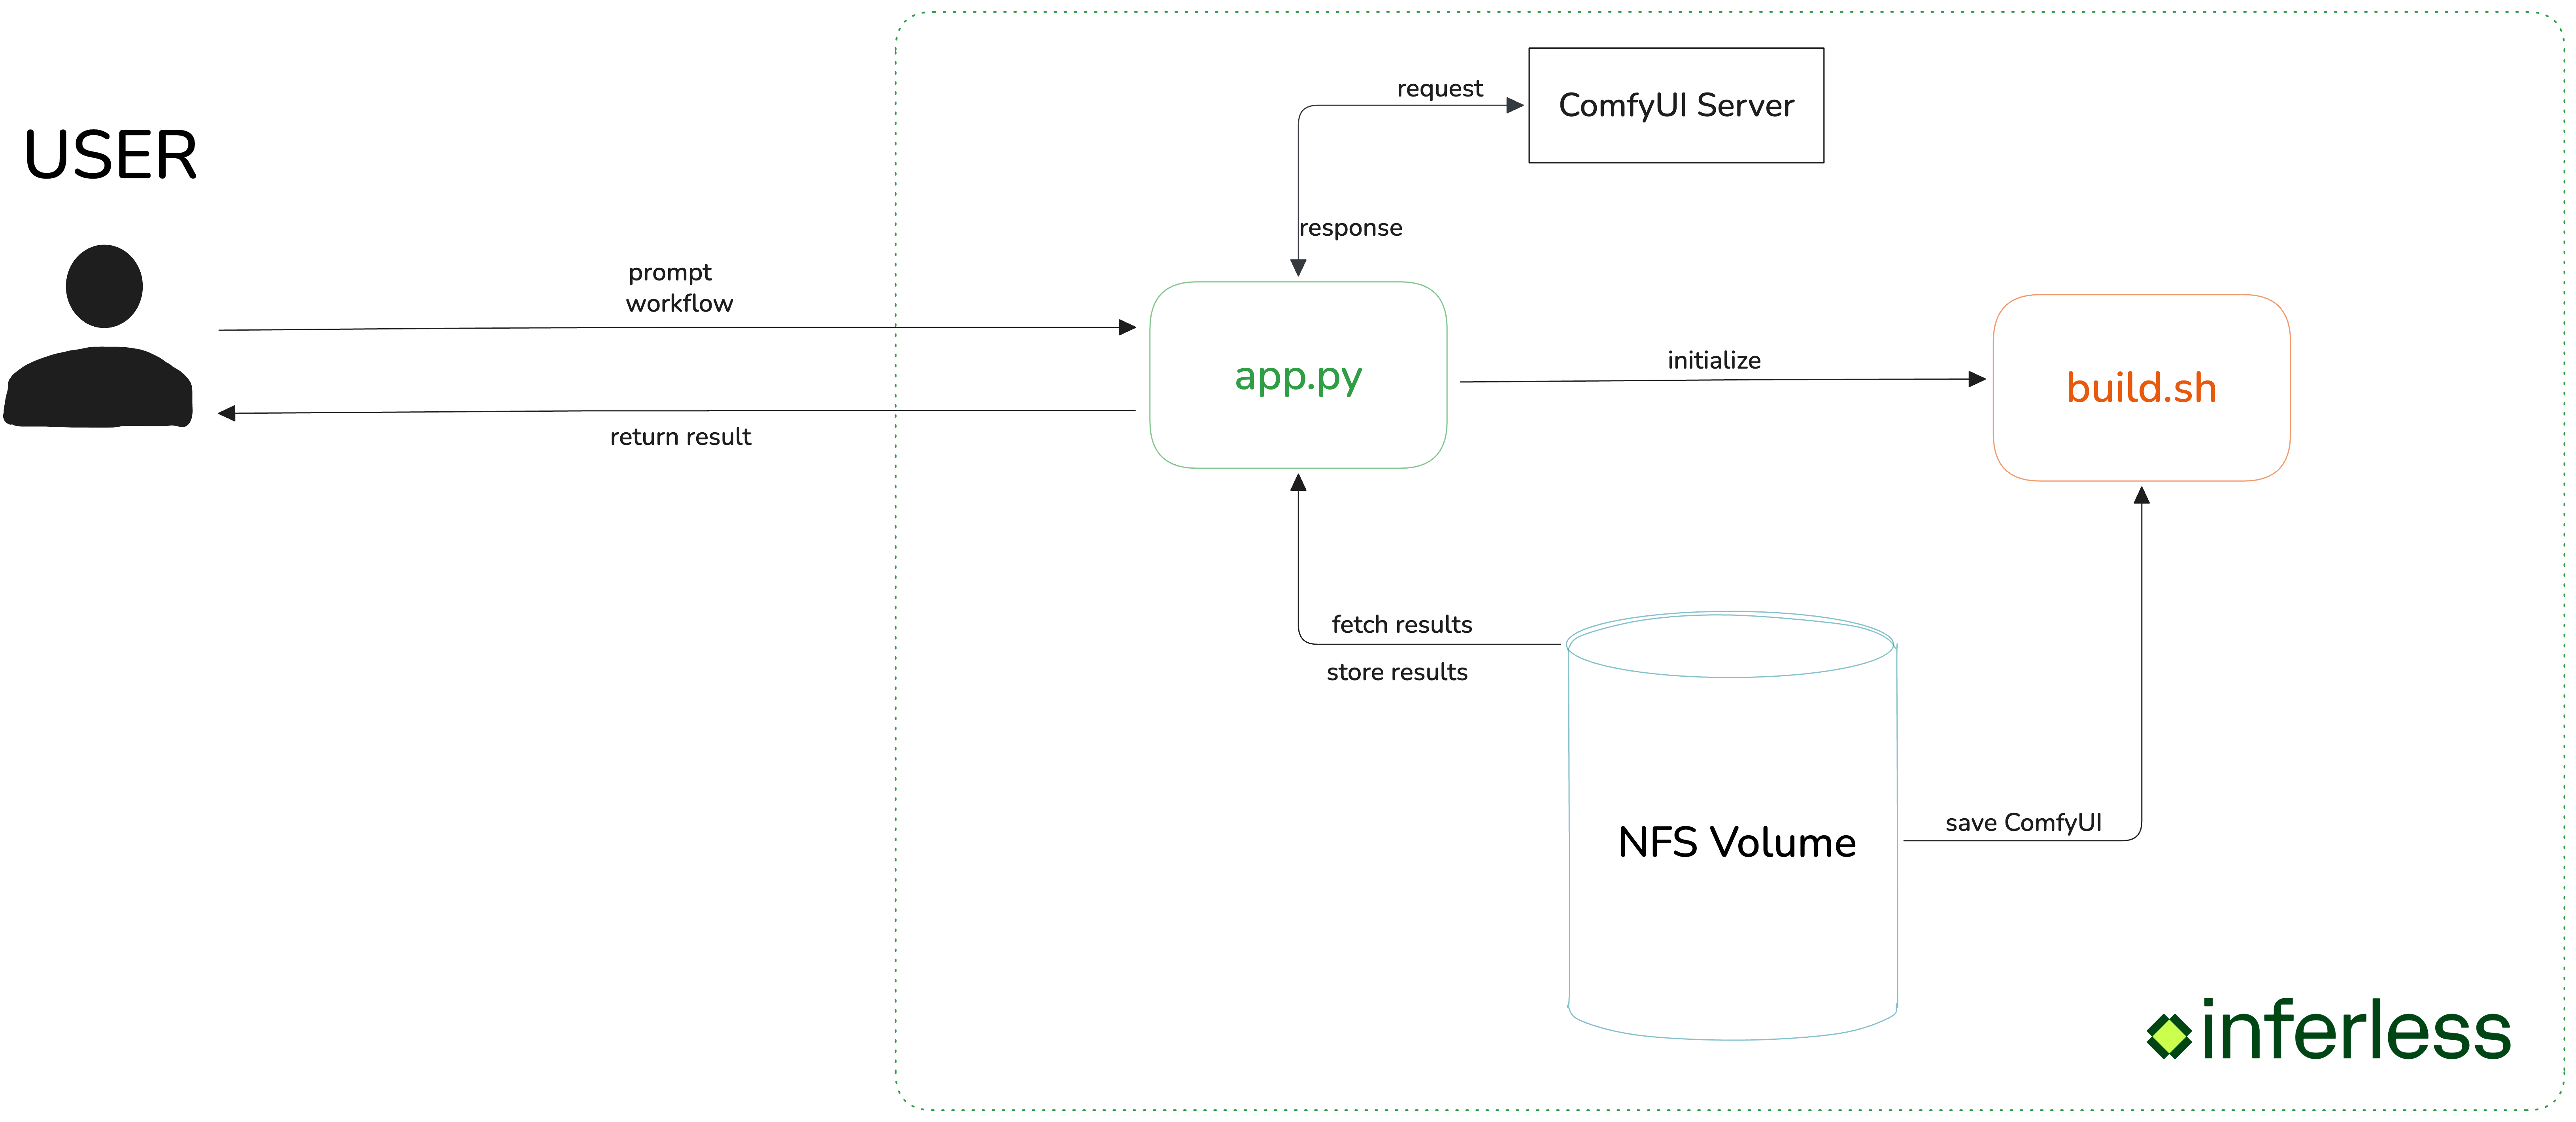 USER
prompt
workflow
return result
request
ComfyUI Server
response
app.py
initialize
build.sh
fetch results
store results
NFS Volume
save ComfyUI
inferless